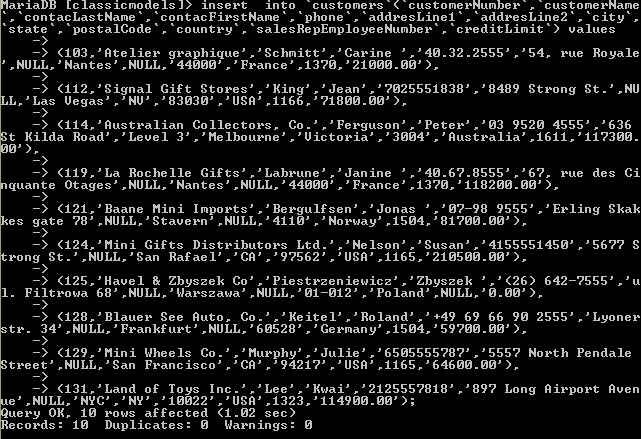 MariaDB [classicmodels]> insert  into `customers`(`customerNumber`,`customerName
`,`contacLastName`,`contacFirstName`,`phone`,`addresLine1`,`addresLine2`,`city`,
`state`,`postalCode`,`country`,`salesRepEmployeeNumber`,`creditLimit`) values
    ->
    -> (103,'Atelier graphique','Schmitt','Carine ','40.32.2555','54, rue Royale
',NULL,'Nantes',NULL,'44000','France',1370,'21000.00'),
    ->
    -> (112,'Signal Gift Stores','King','Jean','7025551838','8489 Strong St.',NU
LL,'Las Vegas','NV','83030','USA',1166,'71800.00'),
    ->
    -> (114,'Australian Collectors, Co.','Ferguson','Peter','03 9520 4555','636
St Kilda Road','Level 3','Melbourne','Victoria','3004','Australia',1611,'117300.
00'),
    ->
    -> (119,'La Rochelle Gifts','Labrune','Janine ','40.67.8555','67, rue des Ci
nquante Otages',NULL,'Nantes',NULL,'44000','France',1370,'118200.00'),
    ->
    -> (121,'Baane Mini Imports','Bergulfsen','Jonas ','07-98 9555','Erling Skak
kes gate 78',NULL,'Stavern',NULL,'4110','Norway',1504,'81700.00'),
    ->
    -> (124,'Mini Gifts Distributors Ltd.','Nelson','Susan','4155551450','5677 S
trong St.',NULL,'San Rafael','CA','97562','USA',1165,'210500.00'),
    ->
    -> (125,'Havel & Zbyszek Co','Piestrzeniewicz','Zbyszek ','(26) 642-7555','u
l. Filtrowa 68',NULL,'Warszawa',NULL,'01-012','Poland',NULL,'0.00'),
    ->
    -> (128,'Blauer See Auto, Co.','Keitel','Roland','+49 69 66 90 2555','Lyoner
str. 34',NULL,'Frankfurt',NULL,'60528','Germany',1504,'59700.00'),
    ->
    -> (129,'Mini Wheels Co.','Murphy','Julie','6505555787','5557 North Pendale
Street',NULL,'San Francisco','CA','94217','USA',1165,'64600.00'),
    ->
    -> (131,'Land of Toys Inc.','Lee','Kwai','2125557818','897 Long Airport Aven
ue',NULL,'NYC','NY','10022','USA',1323,'114900.00');
Query OK, 10 rows affected (1.02 sec)
Records: 10  Duplicates: 0  Warnings: 0